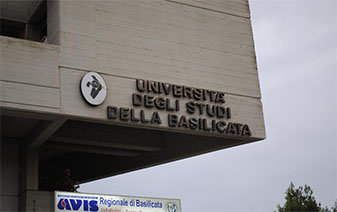 UNIVERSITÀ
DEGLI STUDI
DELLA BASILICATA
AVIS Regionale di Basilicata